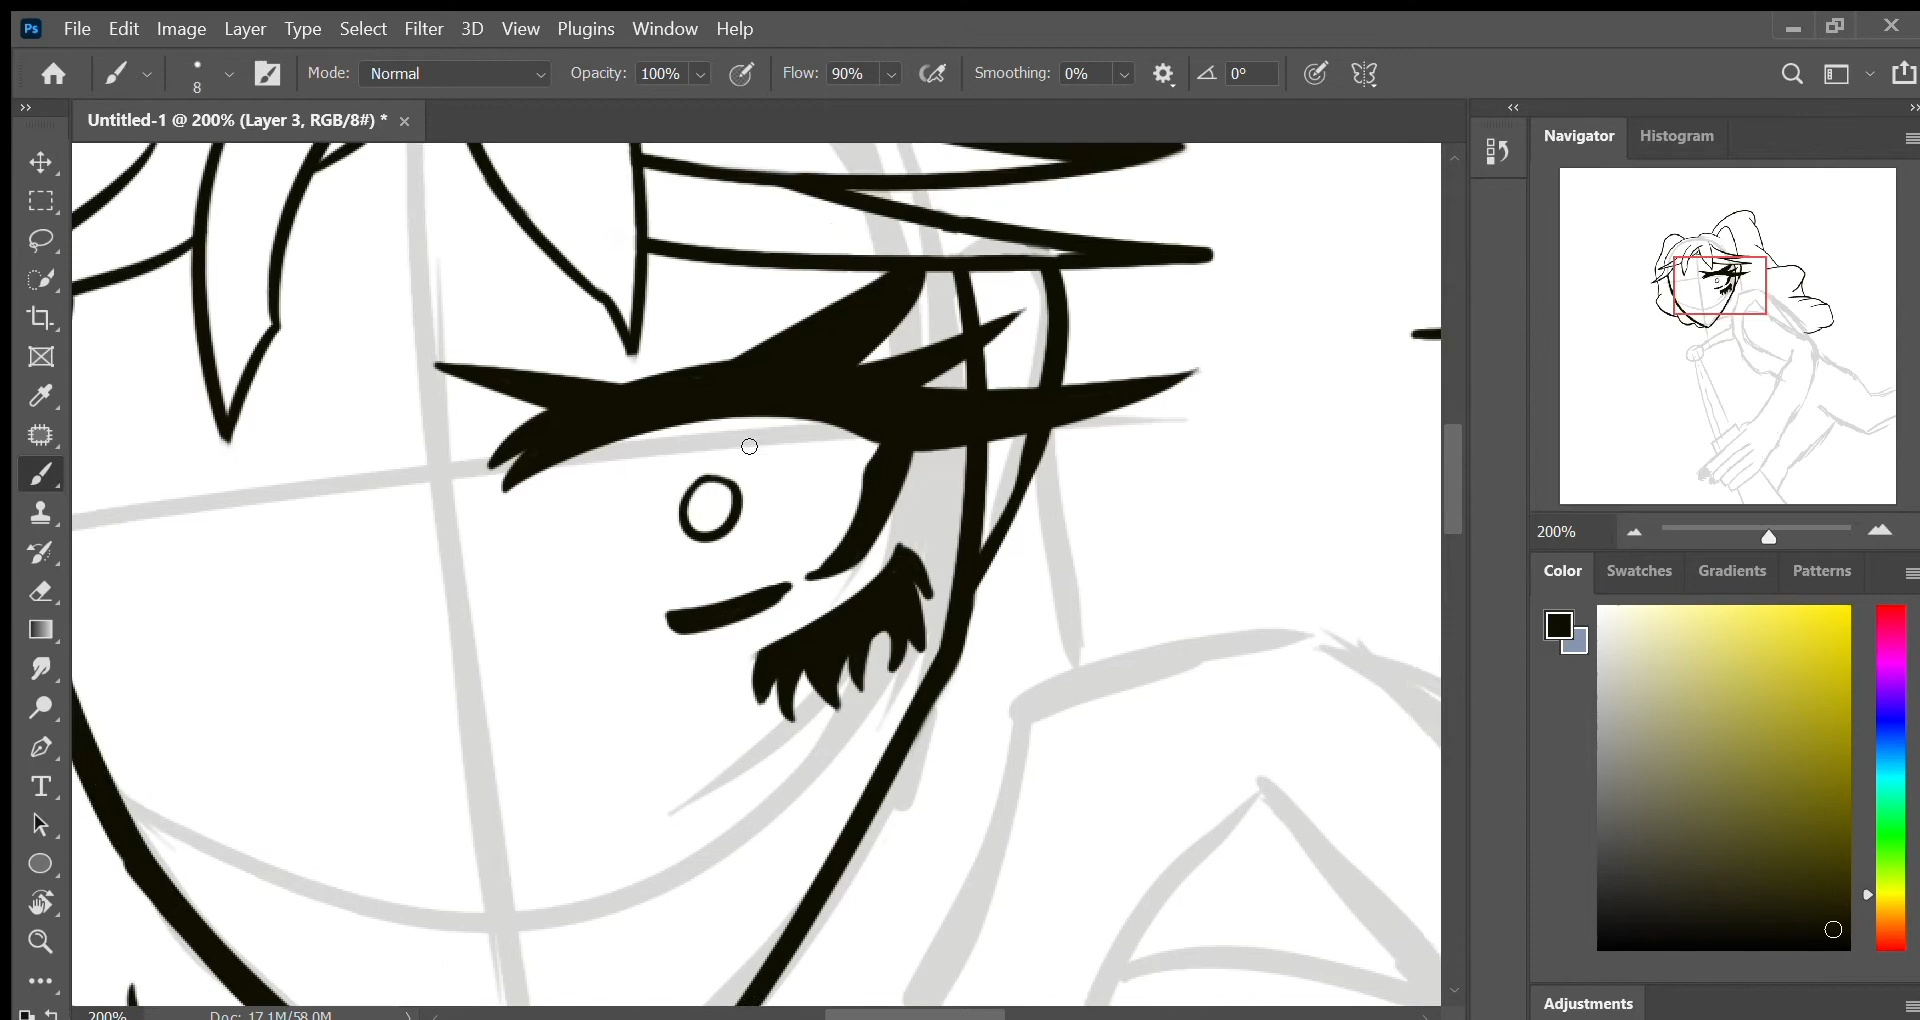 Ps File Edit Image Layer Type Select Filter 3D View Plugins Window Help
8 Mode: Normal Opacity: 100% Flow: 90% Smoothing: 0% 0°
Untitled-1 @ 200% (Layer 3, RGB/8#) * ×
Navigator Histogram
200%
Color Swatches Gradients Patterns
Adjustments
200% Doc: 17.1M/58.0M